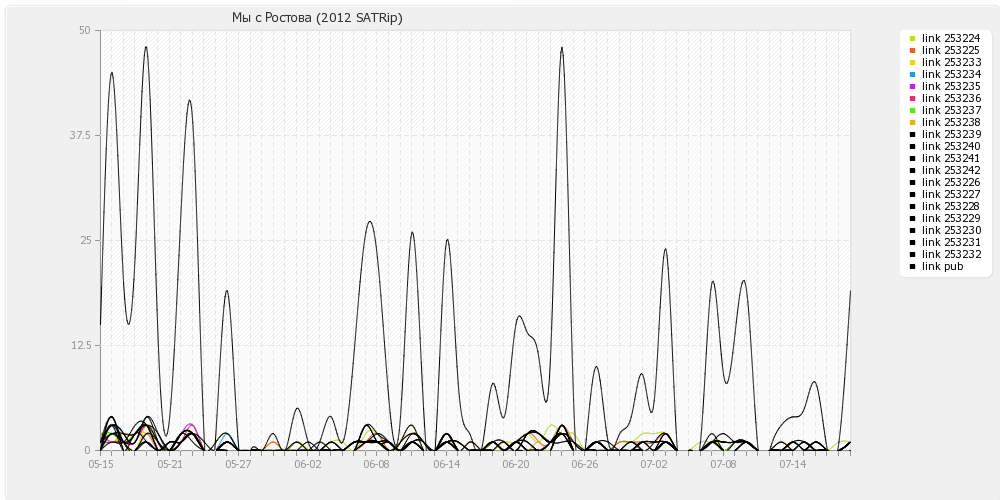 Мы с Ростова (2012 SATRip)
50
37.5
25
12.5
0
05-15 05-21 05-27 06-02 06-08 06-14 06-20 06-26 07-02 07-08 07-14
link 253224
link 253225
link 253233
link 253234
link 253235
link 253236
link 253237
link 253238
link 253239
link 253240
link 253241
link 253242
link 253226
link 253227
link 253228
link 253229
link 253230
link 253231
link 253232
link pub